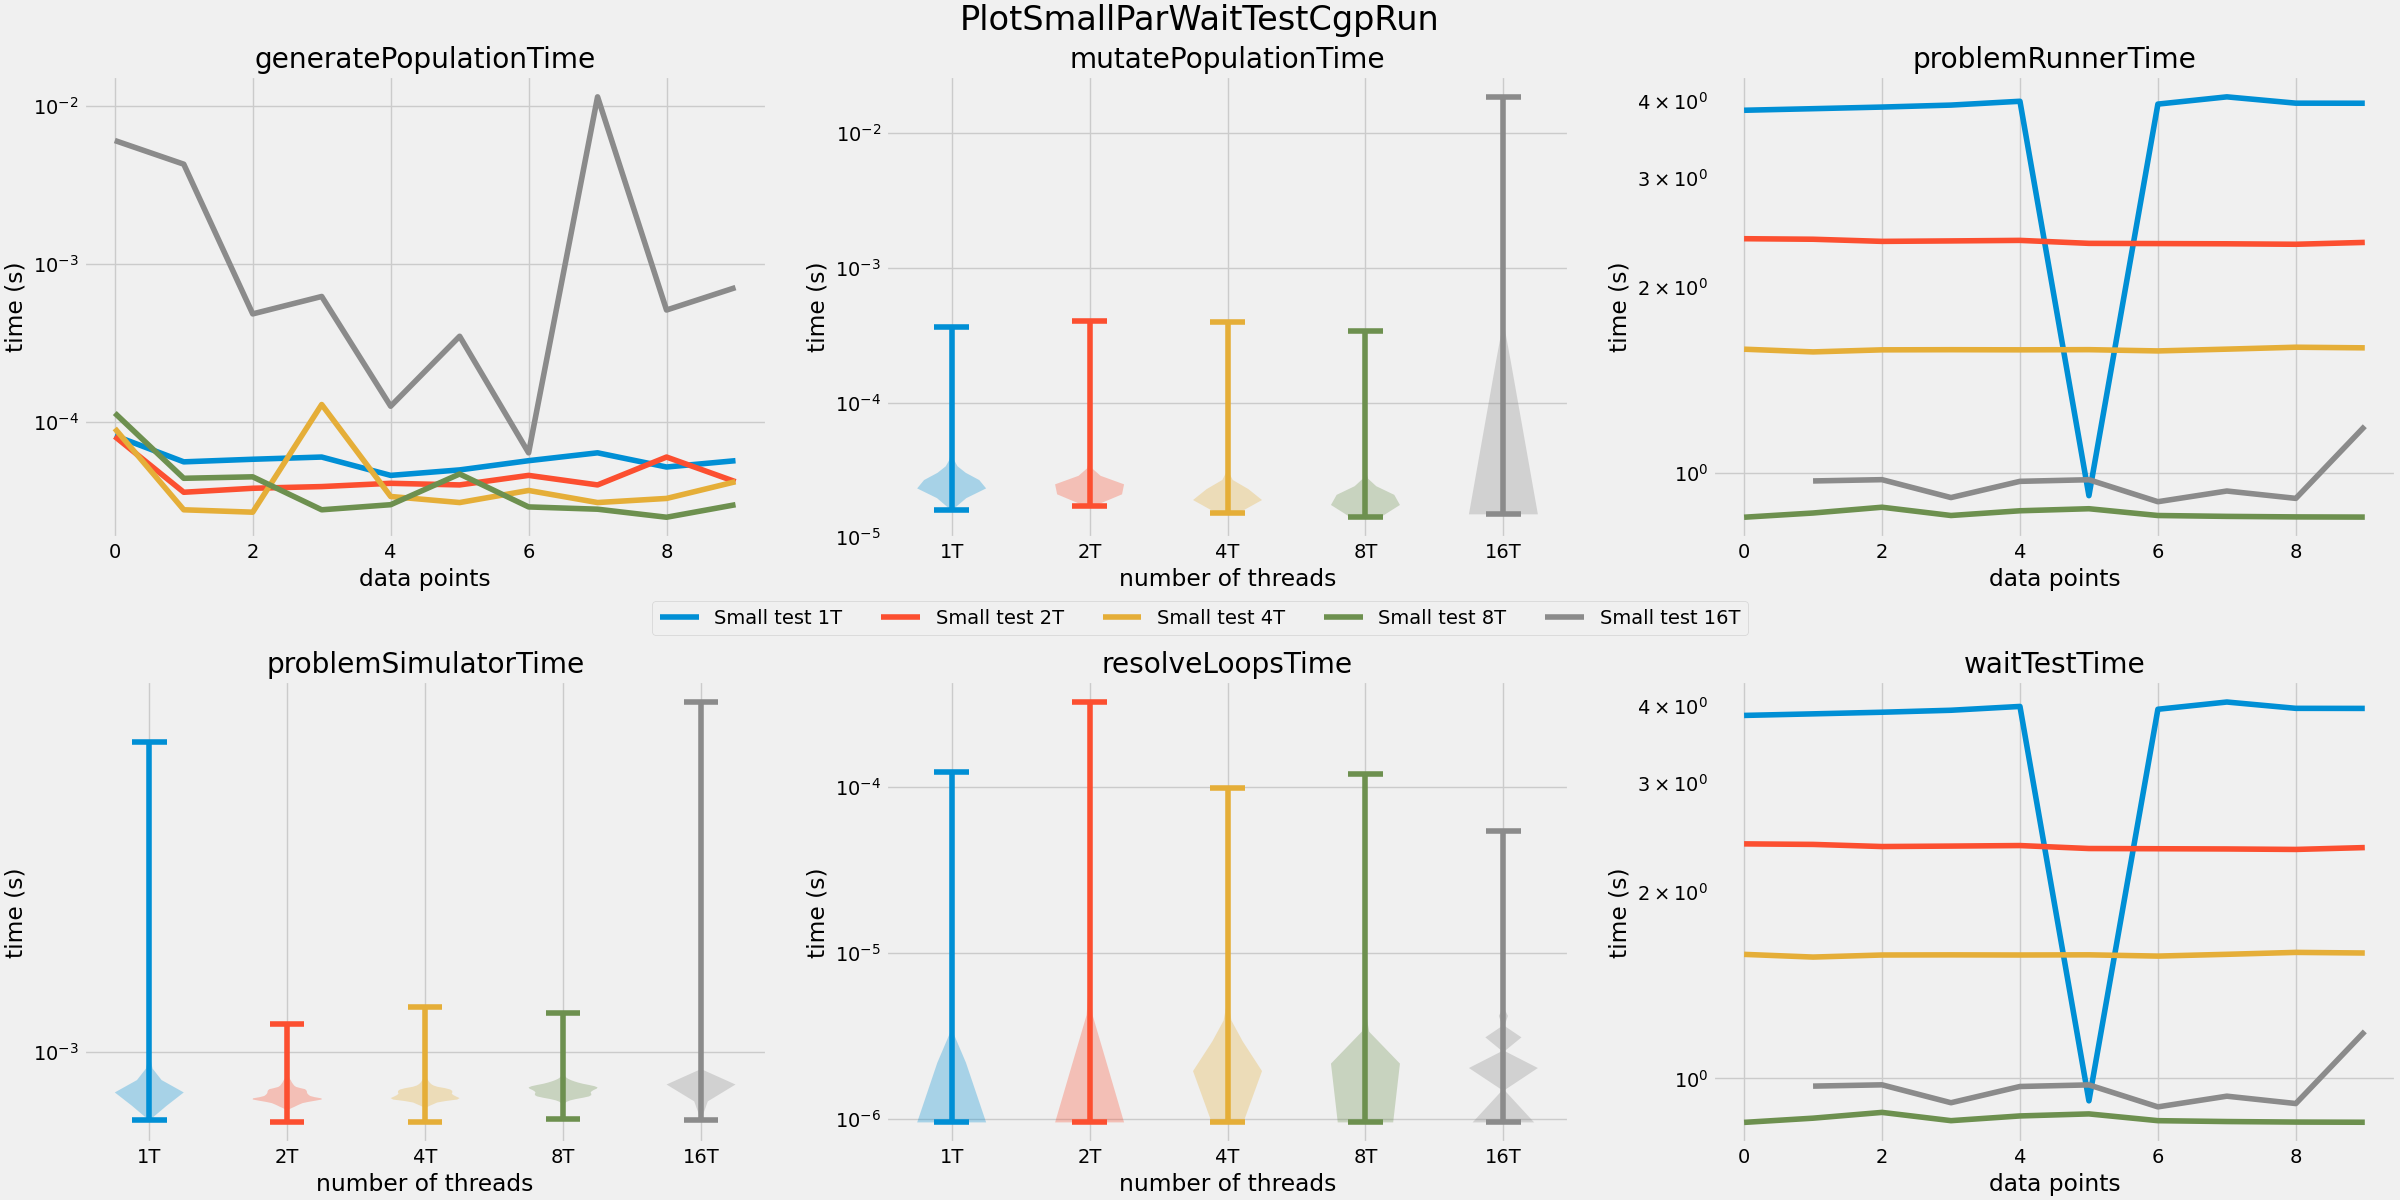 PlotSmallParWaitTestCgpRun
generatePopulationTime
time (s)
10⁻²
10⁻³
10⁻⁴
0 2 4 6 8
data points
mutatePopulationTime
time (s)
10⁻²
10⁻³
10⁻⁴
10⁻⁵
1T 2T 4T 8T 16T
number of threads
problemRunnerTime
time (s)
4 × 10⁰
3 × 10⁰
2 × 10⁰
10⁰
0 2 4 6 8
data points
Small test 1T Small test 2T Small test 4T Small test 8T Small test 16T
problemSimulatorTime
time (s)
10⁻³
1T 2T 4T 8T 16T
number of threads
resolveLoopsTime
time (s)
10⁻⁴
10⁻�5
10⁻⁶
1T 2T 4T 8T 16T
number of threads
waitTestTime
time (s)
4 × 10⁰
3 × 10⁰
2 × 10⁰
10⁰
0 2 4 6 8
data points